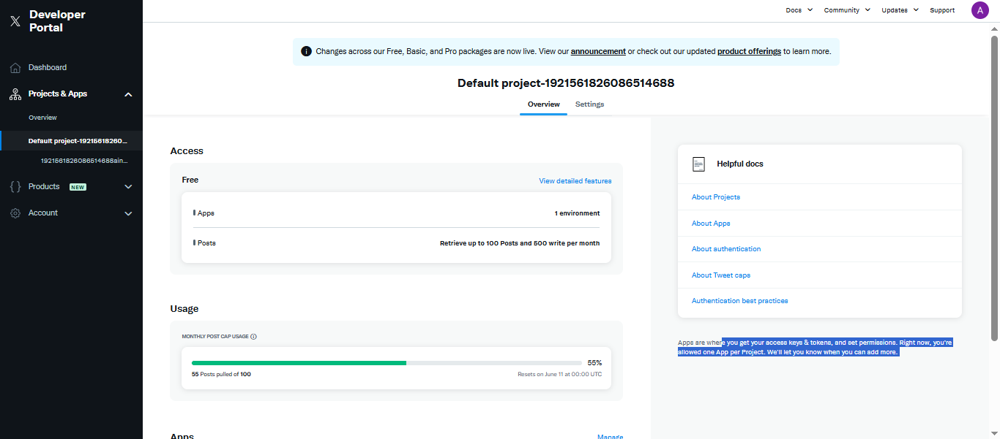 Developer
Portal
Docs
Community
Updates
Support
A
Dashboard
Projects & Apps
Overview
Default project-19215618260...
1921561826086514688ain...
Products NEW
Account
Changes across our Free, Basic, and Pro packages are now live. View our announcement or check out our updated product offerings to learn more.
Default project-1921561826086514688
Overview
Settings
Access
Free
View detailed features
Apps
1 environment
Posts
Retrieve up to 100 Posts and 500 write per month
Usage
MONTHLY POST CAP USAGE
55%
55 Posts pulled of 100
Resets on June 11 at 00:00 UTC
Apps
Manage
Helpful docs
About Projects
About Apps
About authentication
About Tweet caps
Authentication best practices
Apps are where you get your access keys & tokens, and set permissions. Right now, you're
allowed one App per Project. We'll let you know when you can add more.